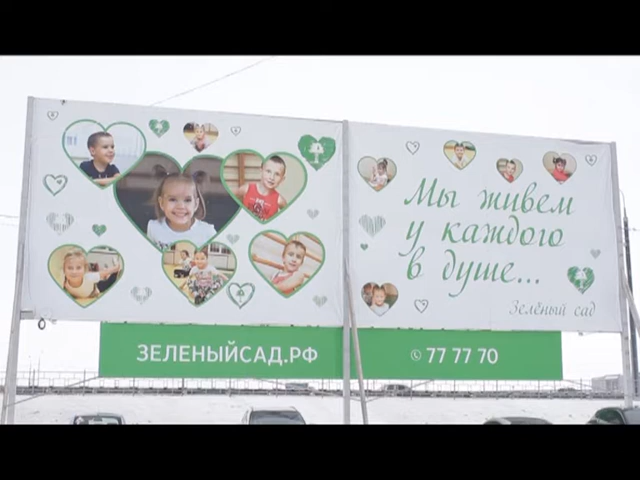 Мы живем
у каждого
в душе...
Зелёный сад
ЗЕЛЕНЫЙСАД.РФ
77 77 70